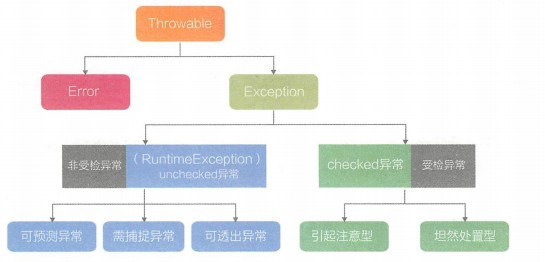 Throwable
Error
Exception
非受检异常
（RuntimeException）
unchecked异常
checked异常
受检异常
可预测异常
需捕捉异常
可透出异常
引起注意型
坦然处置型